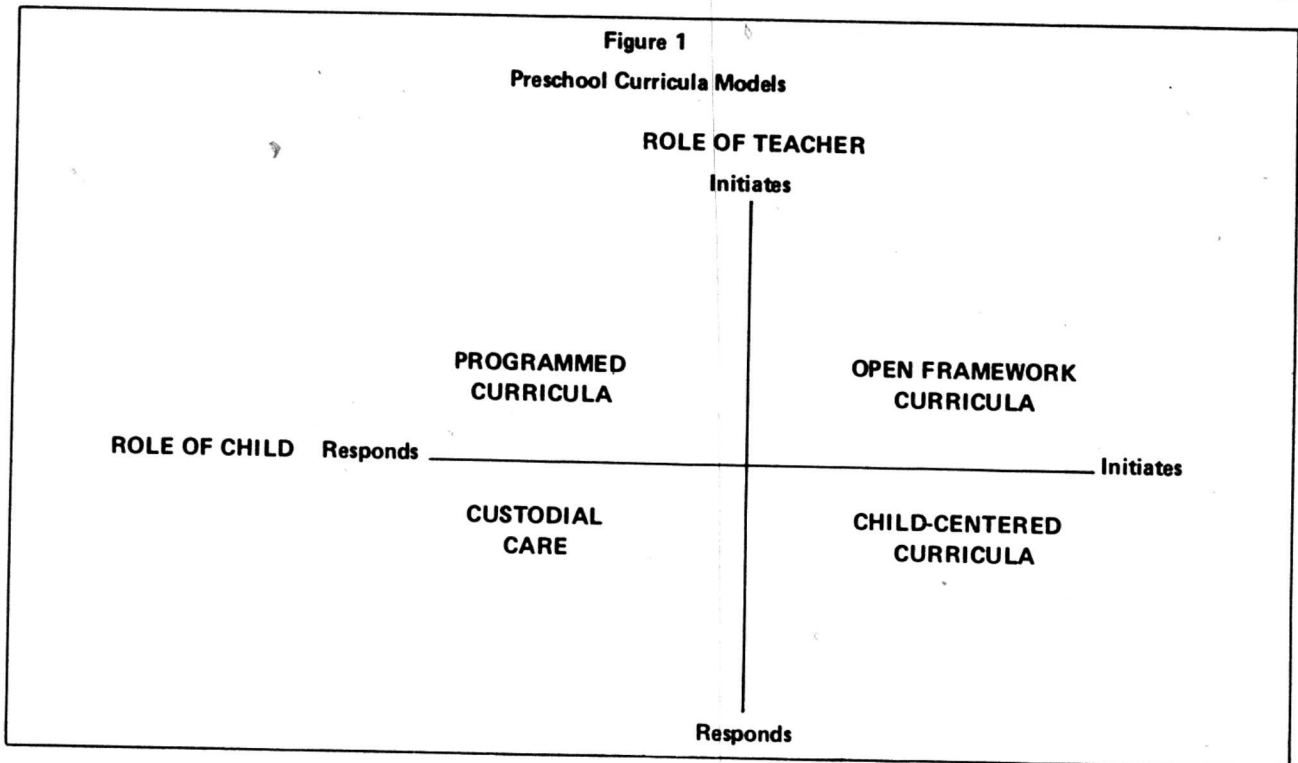 Figure 1
Preschool Curricula Models
ROLE OF TEACHER
Initiates
PROGRAMMED
CURRICULA
OPEN FRAMEWORK
CURRICULA
ROLE OF CHILD Responds
Initiates
CUSTODIAL
CARE
CHILD-CENTERED
CURRICULA
Responds